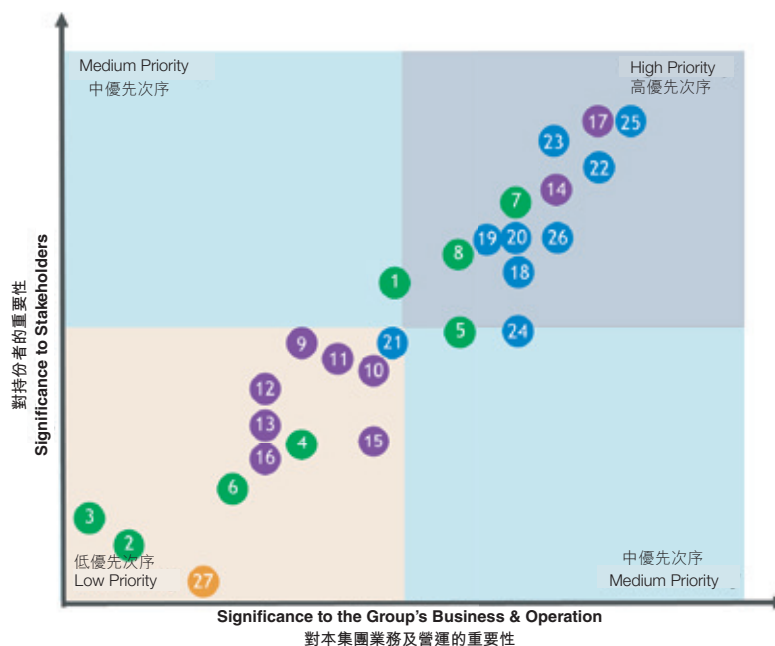 Medium Priority
中優先次序
High Priority
高優先次序
17
25
23
22
14
7
19
20
26
8
18
1
5
24
9
21
11
10
12
13
4
15
16
6
3
2
27
低優先次序
Low Priority
中優先次序
Medium Priority
對持份者的重要性
Significance to Stakeholders
Significance to the Group's Business & Operation
對本集團業務及營運的重要性